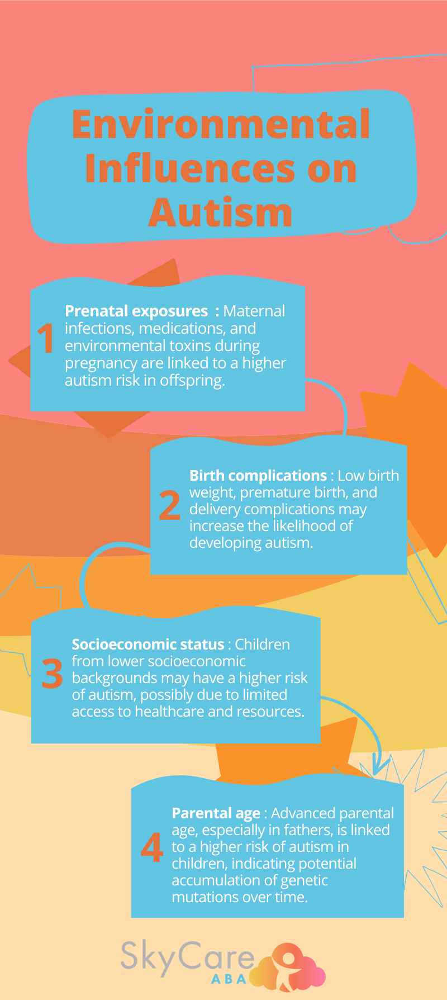 Environmental
Influences on
Autism
1
Prenatal exposures  : Maternal
infections, medications, and
environmental toxins during
pregnancy are linked to a higher
autism risk in offspring.
2
Birth complications : Low birth
weight, premature birth, and
delivery complications may
increase the likelihood of
developing autism.
3
Socioeconomic status : Children
from lower socioeconomic
backgrounds may have a higher risk
of autism, possibly due to limited
access to healthcare and resources.
4
Parental age : Advanced parental
age, especially in fathers, is linked
to a higher risk of autism in
children, indicating potential
accumulation of genetic
mutations over time.
SkyCare
ABA